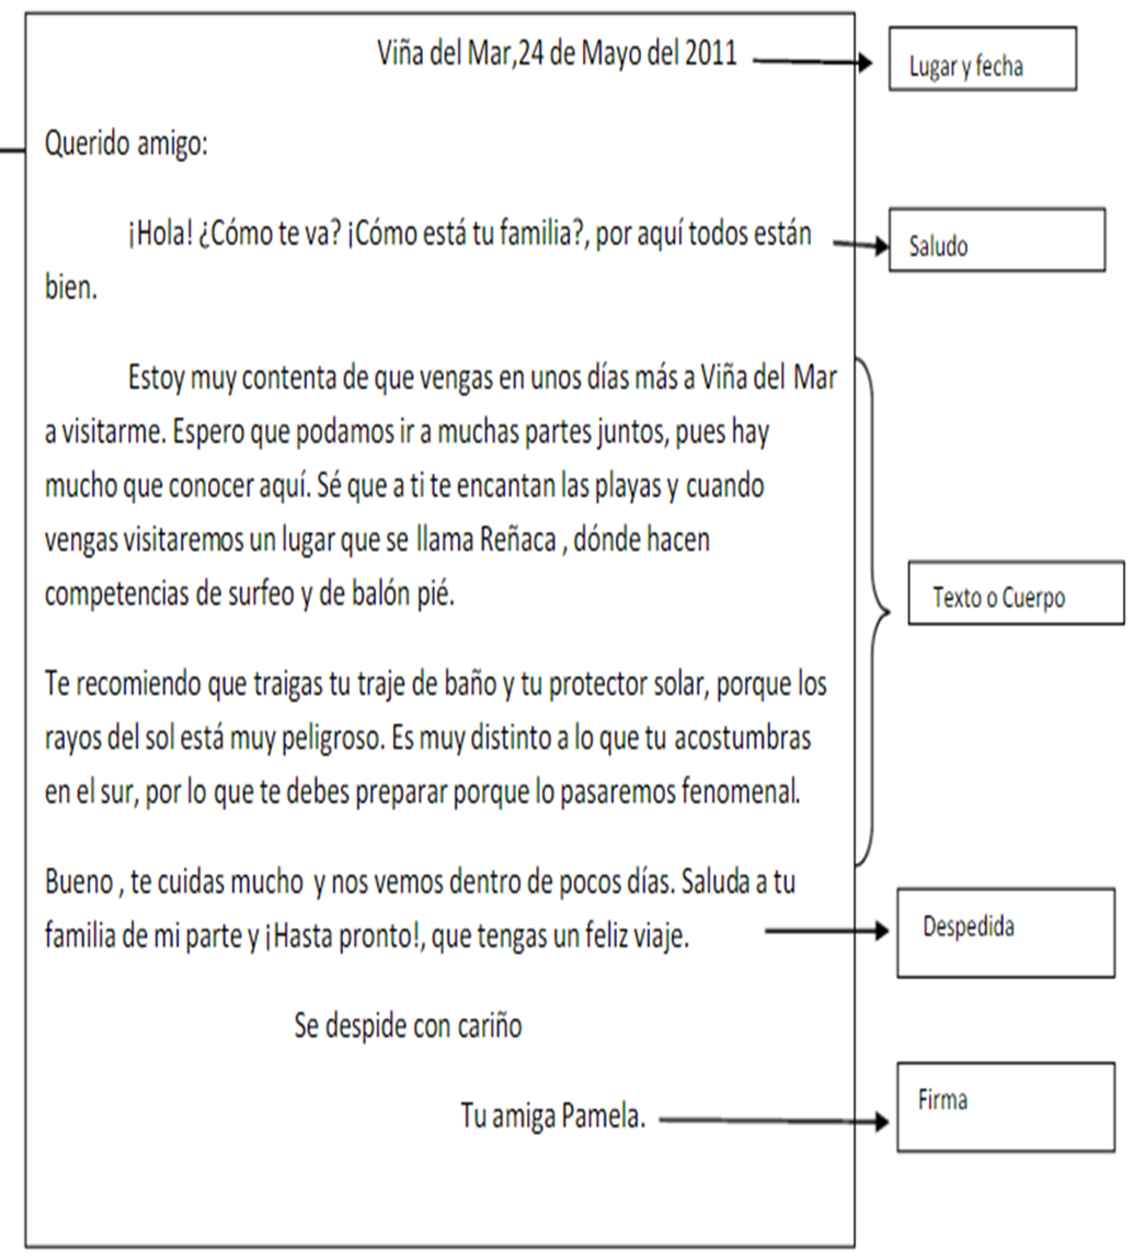 Viña del Mar,24 de Mayo del 2011
Lugar y fecha
Querido amigo:
¡Hola! ¿Cómo te va? ¡Cómo está tu familia?, por aquí todos están
bien.
Saludo
Estoy muy contenta de que vengas en unos días más a Viña del Mar
a visitarme. Espero que podamos ir a muchas partes juntos, pues hay
mucho que conocer aquí. Sé que a ti te encantan las playas y cuando
vengas visitaremos un lugar que se llama Reñaca , dónde hacen
competencias de surfeo y de balón pié.
Te recomiendo que traigas tu traje de baño y tu protector solar, porque los
rayos del sol está muy peligroso. Es muy distinto a lo que tu acostumbras
en el sur, por lo que te debes preparar porque lo pasaremos fenomenal.
Texto o Cuerpo
Bueno , te cuidas mucho y nos vemos dentro de pocos días. Saluda a tu
familia de mi parte y ¡Hasta pronto!, que tengas un feliz viaje.
Despedida
Se despide con cariño
Tu amiga Pamela.
Firma